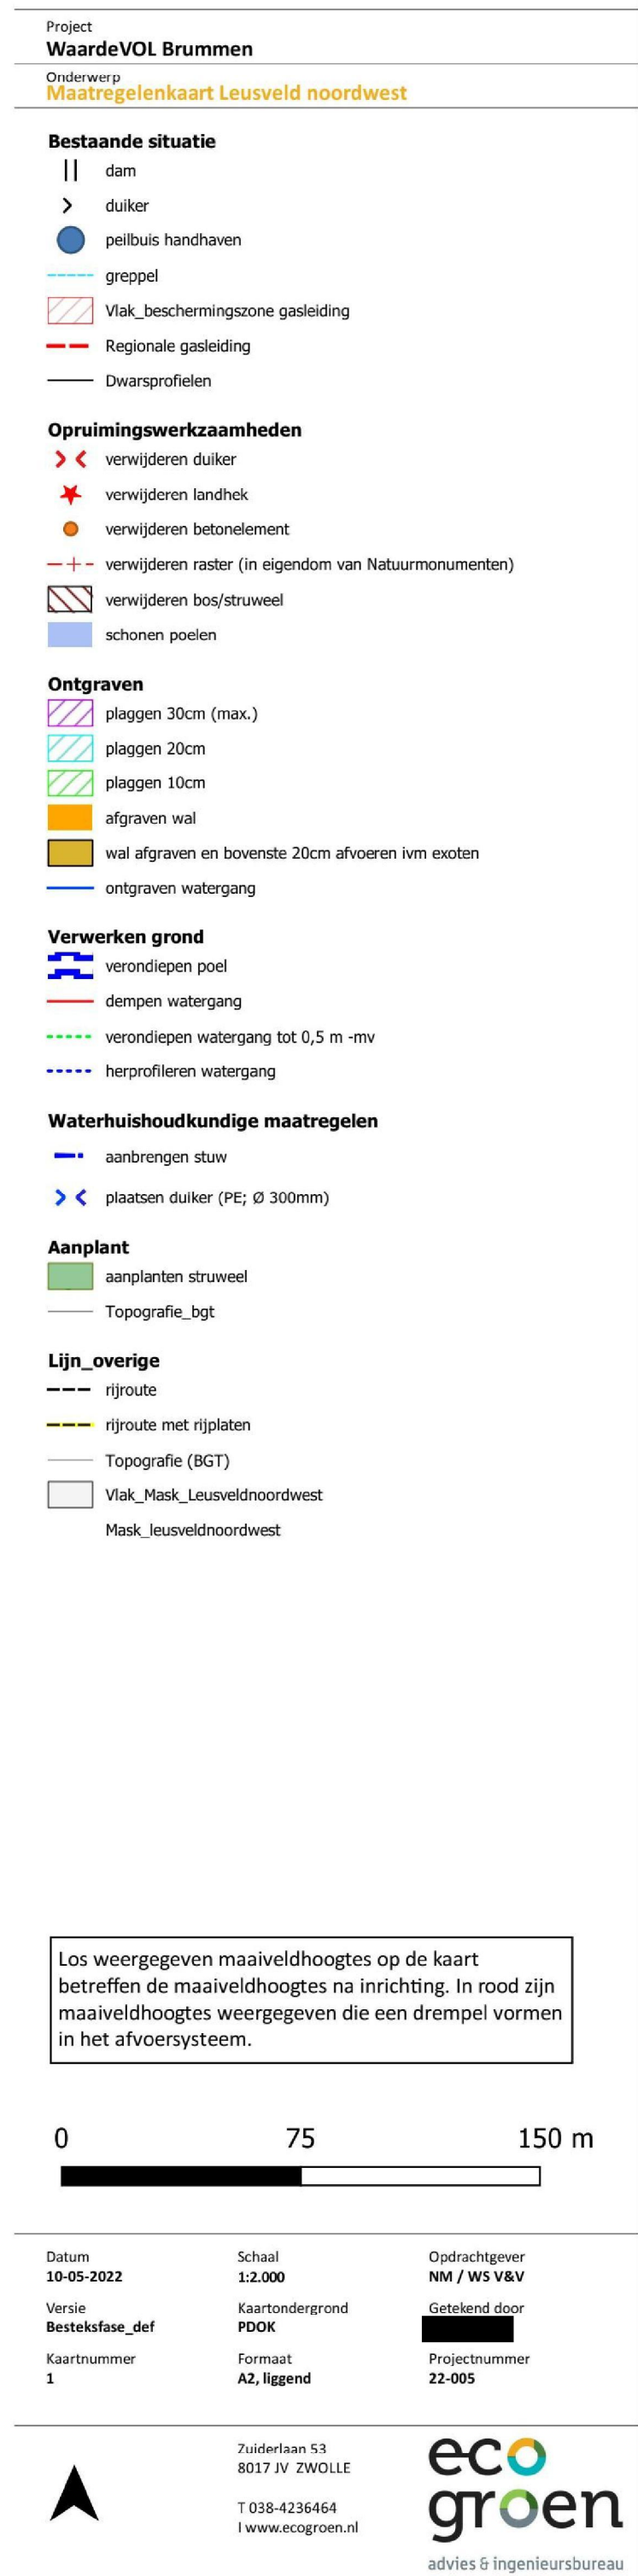 Project
WaardeVOL Brummen
Onderwerp
Maatregelenkaart Leusveld noordwest
Bestaande situatie
dam
duiker
peilbuis handhaven
greppel
Vlak_beschermingszone gasleiding
Regionale gasleiding
Dwarsprofielen
Opruimingswerkzaamheden
verwijderen duiker
verwijderen landhek
verwijderen betonelement
verwijderen raster (in eigendom van Natuurmonumenten)
verwijderen bos/struweel
schonen poelen
Ontgraven
plaggen 30cm (max.)
plaggen 20cm
plaggen 10cm
afgraven wal
wal afgraven en bovenste 20cm afvoeren ivm exoten
ontgraven watergang
Verwerken grond
verondiepen poel
dempen watergang
verondiepen watergang tot 0,5 m -mv
herprofileren watergang
Waterhuishoudkundige maatregelen
aanbrengen stuw
plaatsen duiker (PE; Ø 300mm)
Aanplant
aanplanten struweel
Topografie_bgt
Lijn_overige
rijroute
rijroute met rijplaten
Topografie (BGT)
Vlak_Mask_Leusveldnoordwest
Mask_leusveldnoordwest
Los weergegeven maaiveldhoogtes op de kaart
betreffen de maaiveldhoogtes na inrichting. In rood zijn
maaiveldhoogtes weergegeven die een drempel vormen
in het afvoersysteem.
0 75 150 m
Datum Schaal Opdrachtgever
10-05-2022 1:2.000 NM / WS V&V
Versie Kaartondergrond Getekend door
Besteksfase_def PDOK
Kaartnummer Formaat Projectnummer
1 A2, liggend 22-005
Zuiderlaan 53
8017 JV ZWOLLE
T 038-4236464
I www.ecogroen.nl
eco
groen
advies & ingenieursbureau